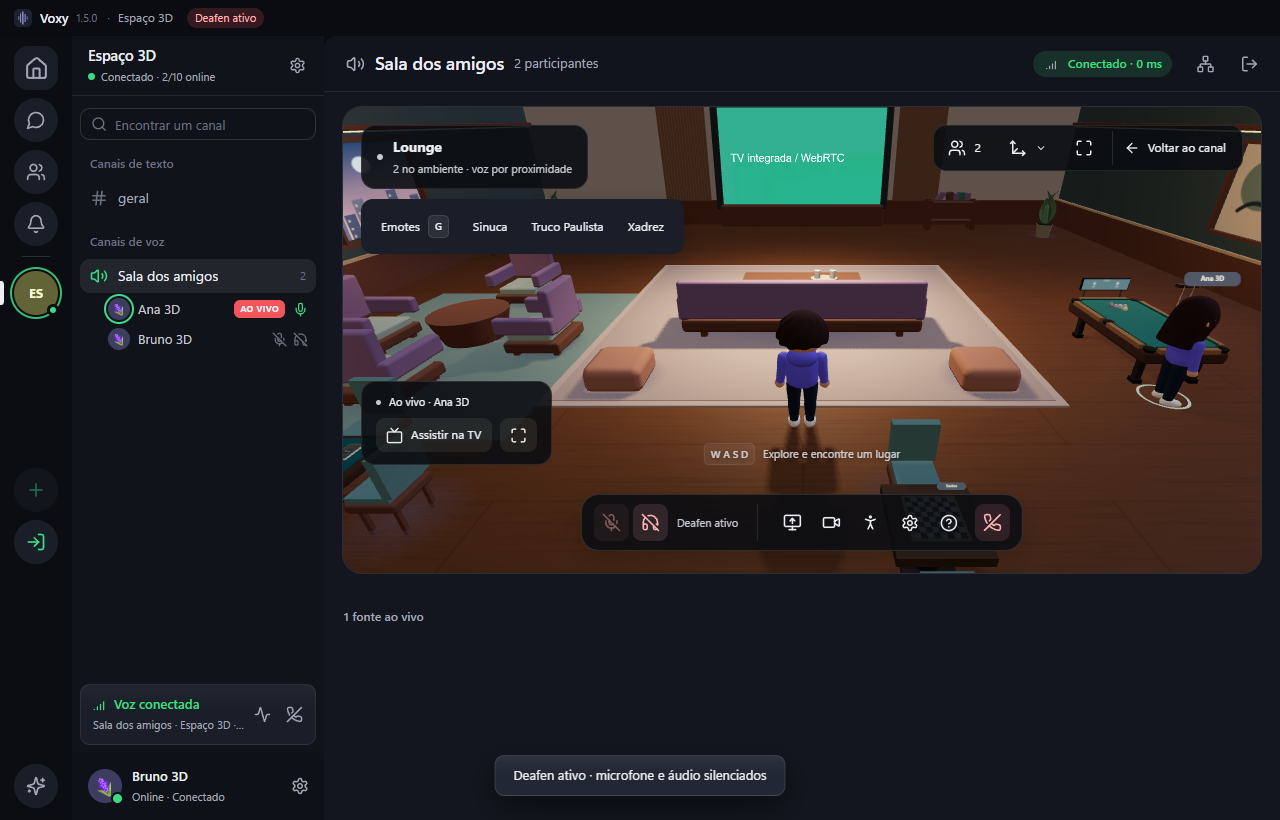 Voxy 1.5.0 · Espaço 3D Deafen ativo
Espaço 3D
Conectado · 2/10 online
Encontrar um canal
Canais de texto
# geral
Canais de voz
Sala dos amigos 2
Ana 3D AO VIVO
Bruno 3D
ES
Voz conectada
Sala dos amigos · Espaço 3D ·...
Bruno 3D
Online · Conectado
Sala dos amigos 2 participantes
Conectado · 0 ms
Lounge
2 no ambiente · voz por proximidade
2
Voltar ao canal
TV integrada / WebRTC
Emotes G Sinuca Truco Paulista Xadrez
Ana 3D
Ao vivo · Ana 3D
Assistir na TV
WASD Explore e encontre um lugar
Deafen ativo
1 fonte ao vivo
Deafen ativo · microfone e áudio silenciados